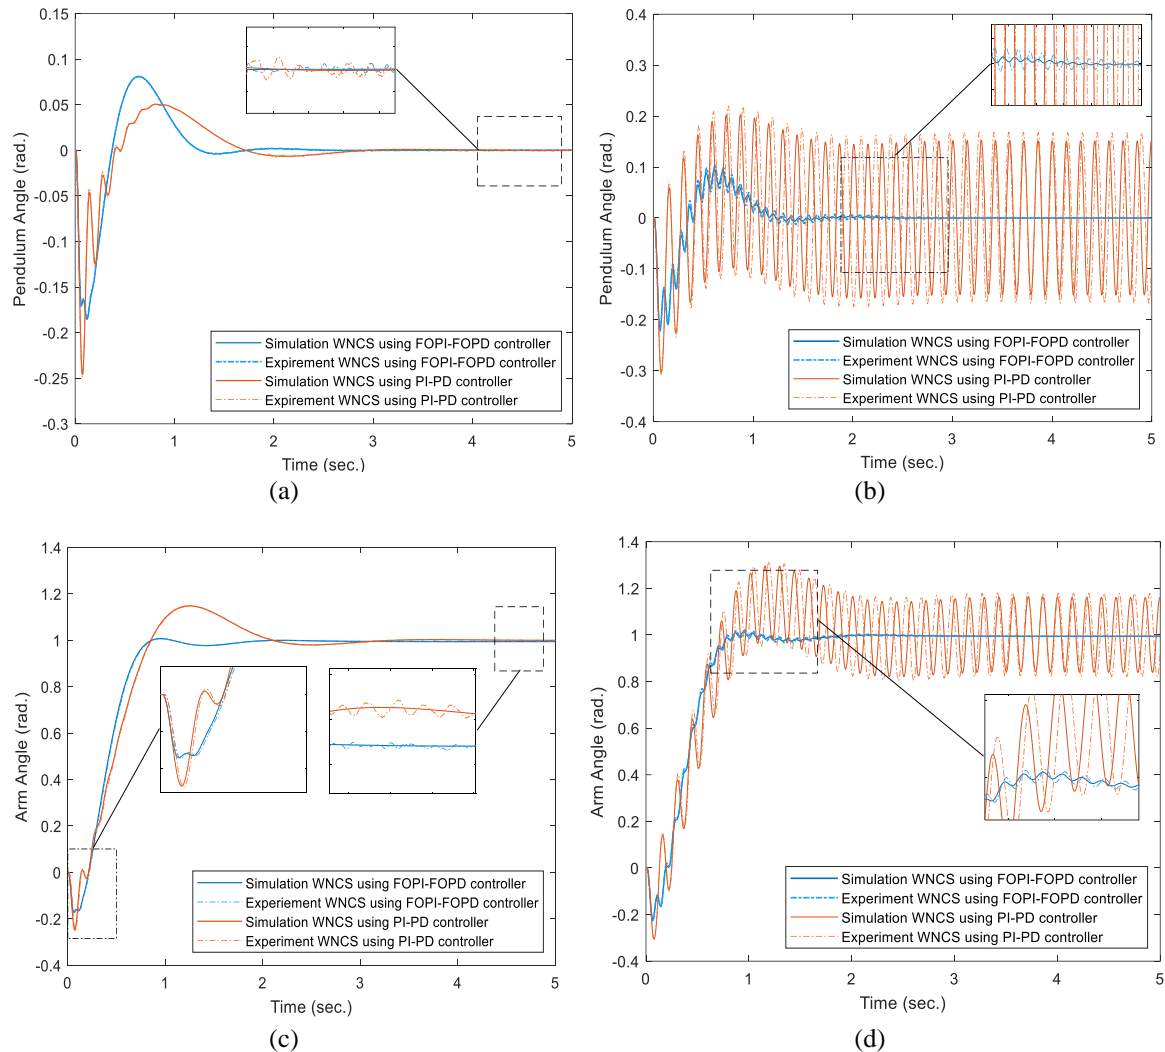 0.15
0.1
0.05
0
-0.05
-0.1
-0.15
-0.2
-0.25
-0.3
Pendulum Angle (rad.)
Simulation WNCS using FOPI-FOPD controller
Expirement WNCS using FOPI-FOPD controller
Simulation WNCS using PI-PD controller
Expirement WNCS using PI-PD controller
0 1 2 3 4 5
Time (sec.)
(a)
0.4
0.3
0.2
0.1
0
-0.1
-0.2
-0.3
-0.4
Pendulum Angle (rad.)
Simulation WNCS using FOPI-FOPD controller
Experiment WNCS using FOPI-FOPD controller
Simulation WNCS using PI-PD controller
Experiment WNCS using PI-PD controller
0 1 2 3 4 5
Time (sec.)
(b)
1.4
1.2
1
0.8
0.6
0.4
0.2
0
-0.2
-0.4
Arm Angle (rad.)
Simulation WNCS using FOPI-FOPD controller
Experiement WNCS using FOPI-FOPD controller
Simulation WNCS using PI-PD controller
Experiment WNCS using PI-PD controller
0 1 2 3 4 5
Time (sec.)
(c)
1.4
1.2
1
0.8
0.6
0.4
0.2
0
-0.2
-0.4
Arm Angle (rad.)
Simulation WNCS using FOPI-FOPD controller
Experiment WNCS using FOPI-FOPD controller
Simulation WNCS using PI-PD controller
Experiment WNCS using PI-PD controller
0 1 2 3 4 5
Time (sec.)
(d)